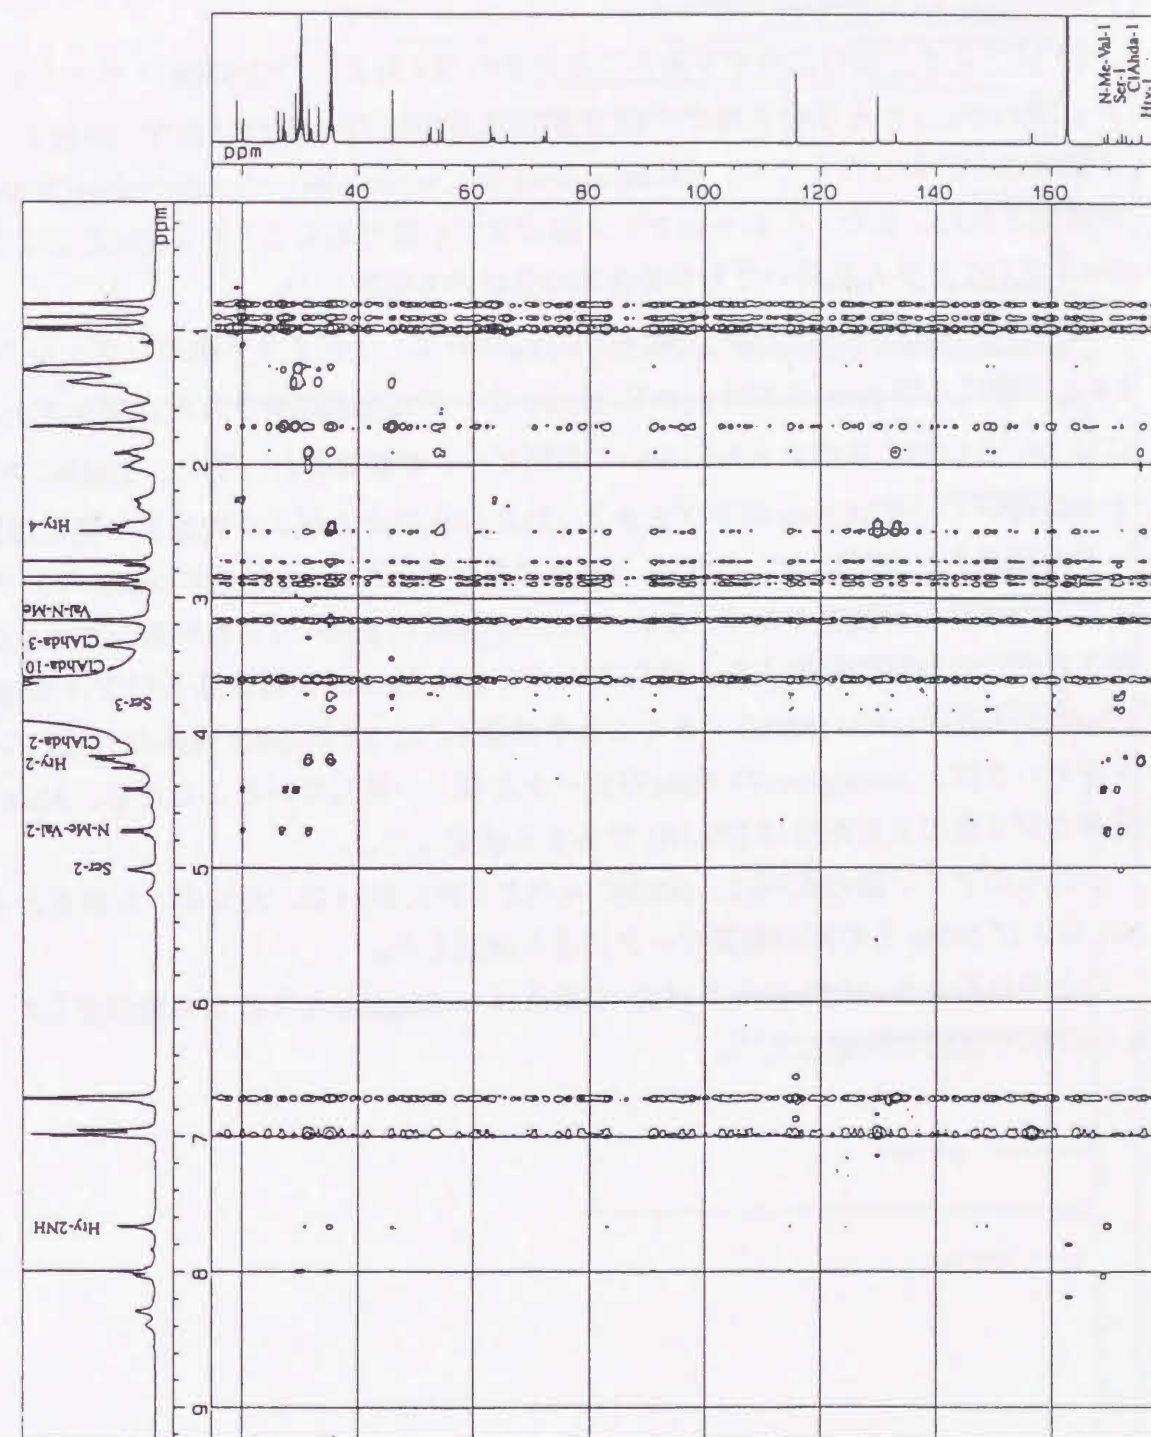 N-Me-Val-1
Ser-1
ClAhda-1
Hty-1
ppm
40
60
80
100
120
140
160
ppm
1
2
3
4
5
6
7
8
9
Hty-4
Val-N-Me
ClAhda-3
ClAhda-10
Ser-3
ClAhda-2
Hty-2
N-Me-Val-2
Ser-2
Hty-2NH